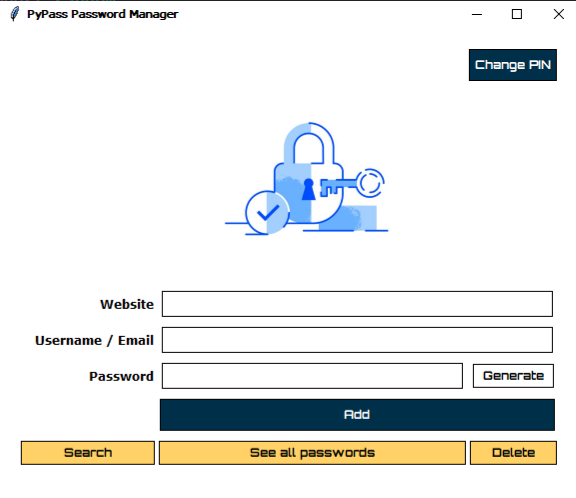 PyPass Password Manager
Change PIN
Website
Username / Email
Password
Generate
Add
Search
See all passwords
Delete